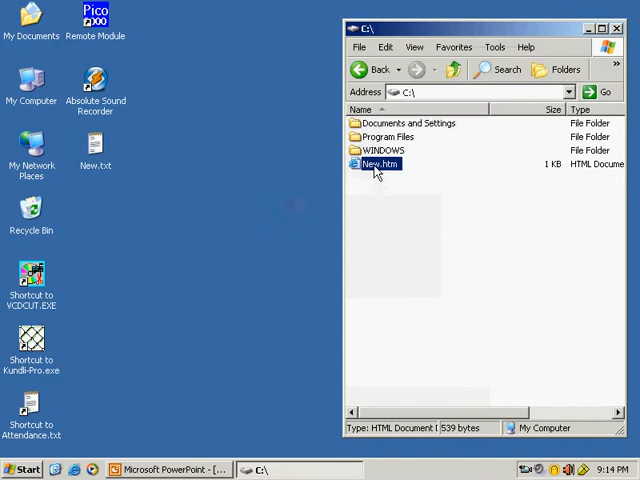 My Documents
Pico
poo
Remote Module
My Computer
Absolute Sound
Recorder
My Network
Places
New.txt
Recycle Bin
Shortcut to
VCDCUT.EXE
Shortcut to
Kundli-Pro.exe
Shortcut to
Attendance.txt
C:\
File Edit View Favorites Tools Help
Back Search Folders »
Address C:\ Go
Name Size Type
Documents and Settings File Folder
Program Files File Folder
WINDOWS File Folder
New.htm 1 KB HTML Docume
Type: HTML Document I 539 bytes My Computer
Start Microsoft PowerPoint - [... C:\ 9:14 PM